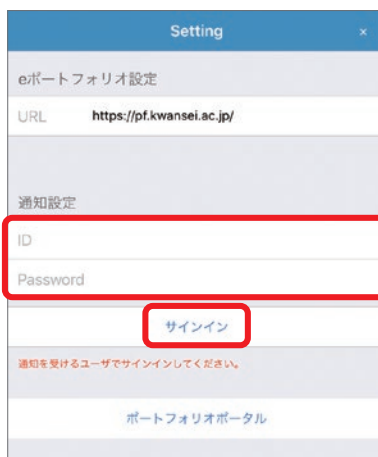 Setting ×
eポートフォリオ設定
URL https://pf.kwansei.ac.jp/
通知設定
ID
Password
サインイン
通知を受けるユーザでサインインしてください。
ポートフォリオポータル